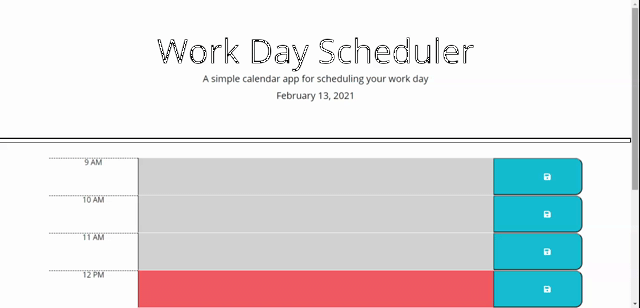 Work Day Scheduler
A simple calendar app for scheduling your work day
February 13, 2021
9 AM
10 AM
11 AM
12 PM